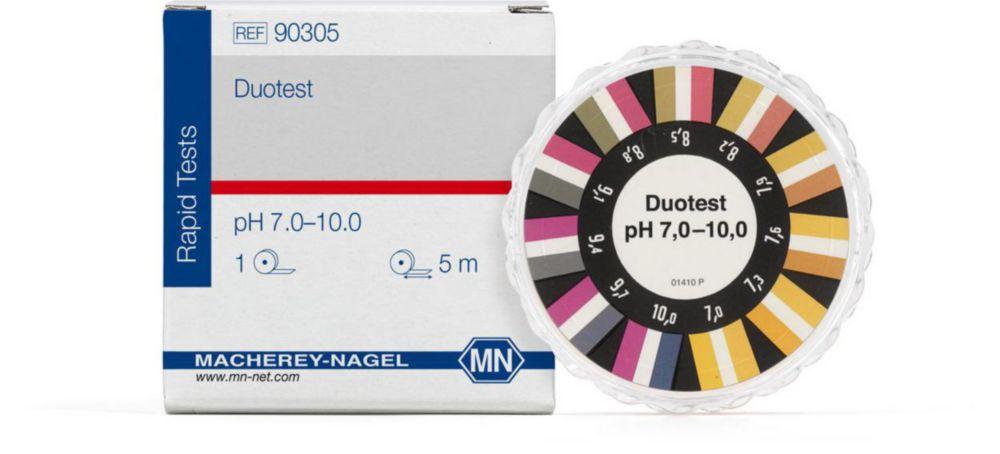 REF 90305
Duotest
Rapid Tests
pH 7.0–10.0
1
5 m
MACHEREY-NAGEL
MN
www.mn-net.com
Duotest
pH 7,0–10,0
01410 P
7,0
7,3
7,6
7,9
8,2
8,5
8,8
9,1
9,4
9,7
10,0